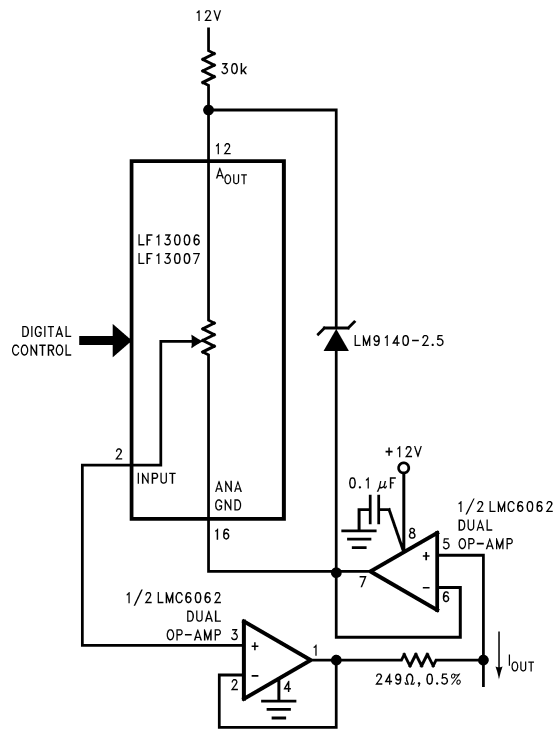 12V
30k
12
AOUT
LF13006
LF13007
DIGITAL
CONTROL
LM9140-2.5
2
INPUT
ANA
GND
16
+12V
0.1 μF
8
1/2 LMC6062
DUAL
OP-AMP
5
+
7
-
6
1/2 LMC6062
DUAL
OP-AMP
3
+
1
2
-
4
249Ω, 0.5%
IOUT